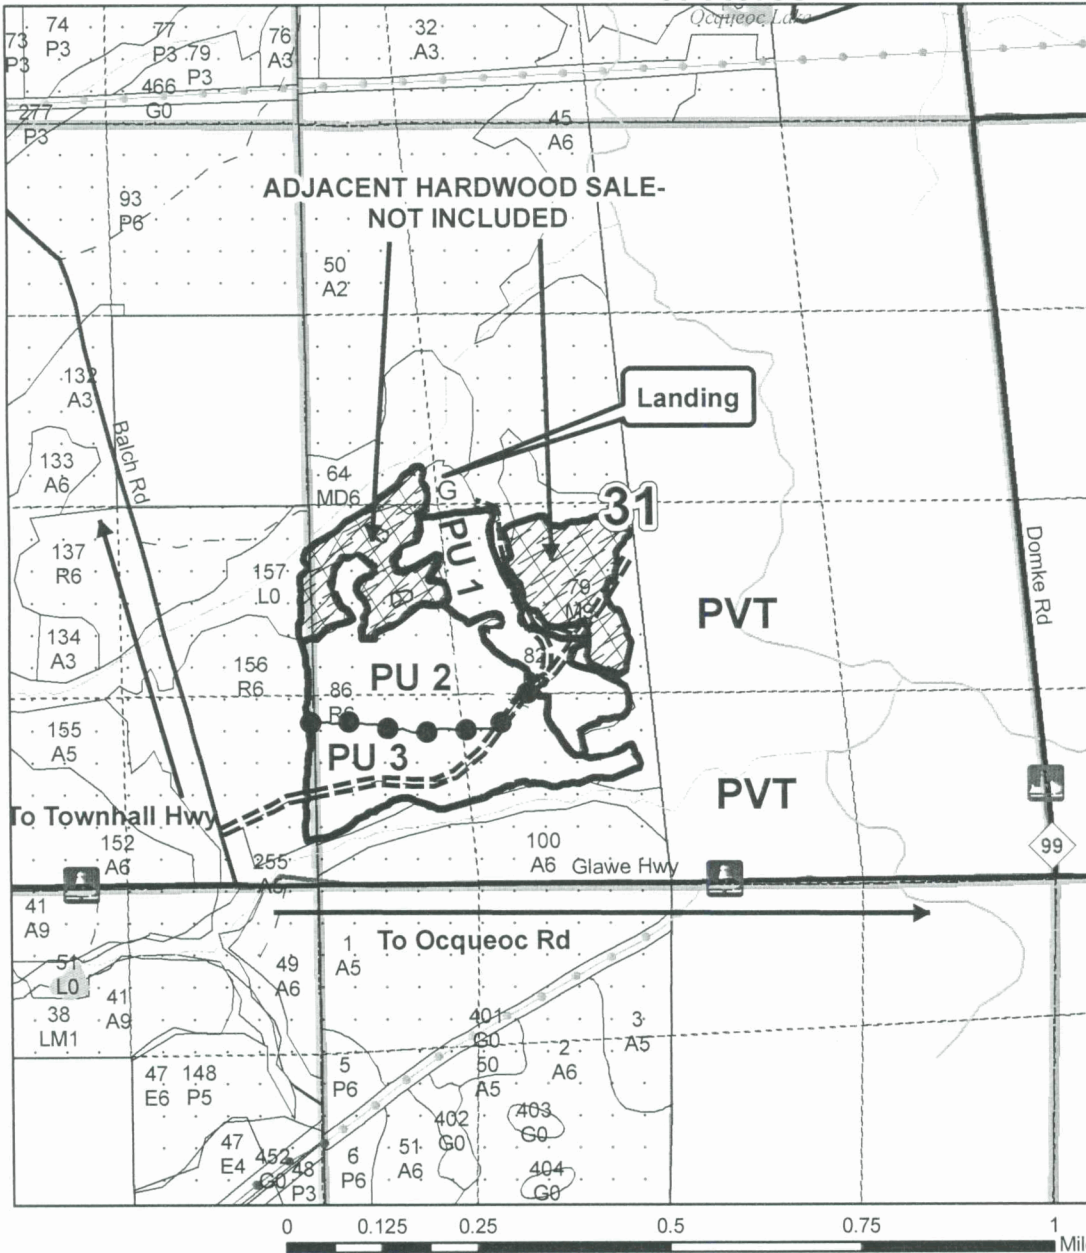 Ocqueoc Lake
74
P3
77
P3
79
P3
76
A3
32
A3
73
P3
466
G0
277
P3
45
A6
ADJACENT HARDWOOD SALE-
NOT INCLUDED
93
P6
50
A2
132
A3
Balch Rd
Landing
133
A6
64
MD6
G
31
PU 1
137
R6
157
L0
79
Domke Rd
PVT
134
A3
156
R6
PU 2
82
86
R6
155
A5
PU 3
PVT
To Townhall Hwy
152
A6
100
A6
Glawe Hwy
99
255
41
A9
To Ocqueoc Rd
1
A5
51
L0
49
A6
41
A9
38
LM1
401
G0
3
A5
2
A6
50
A5
5
P6
47
E6
148
P5
402
G0
403
G0
47
E4
452
G0
48
P3
6
P6
51
A6
404
G0
0
0.125
0.25
0.5
0.75
1
Mil